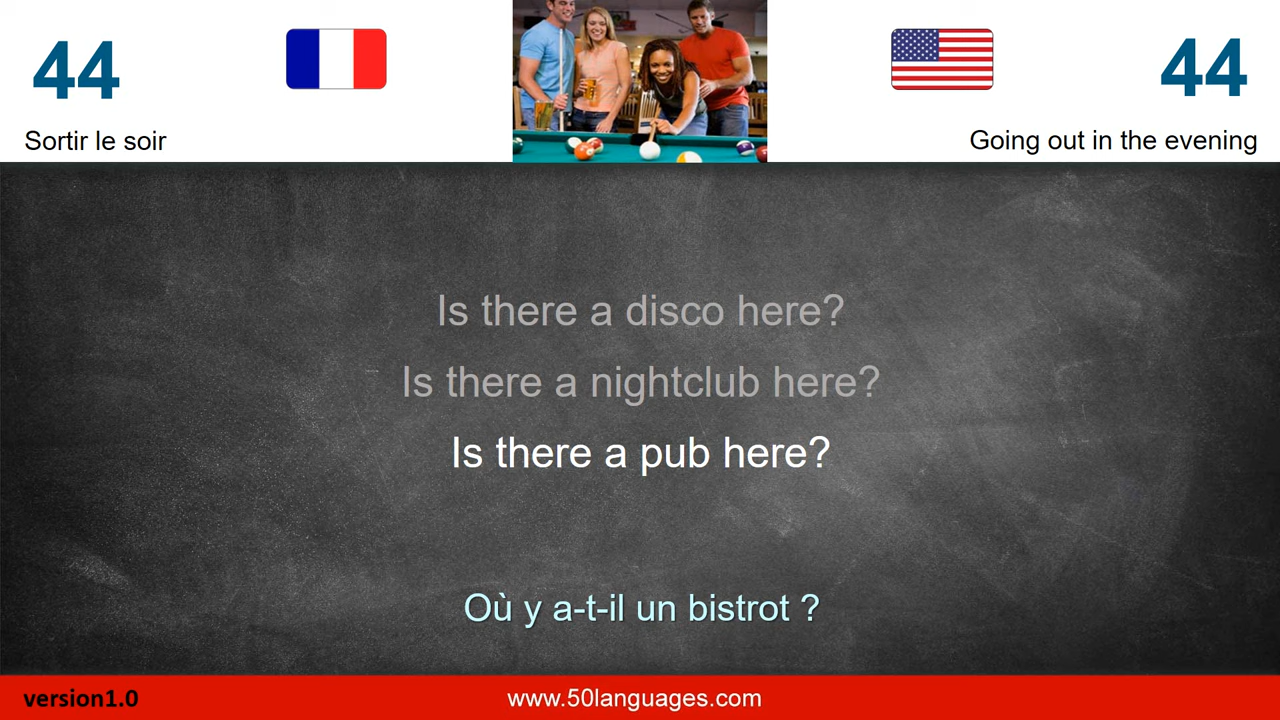 44
44
Sortir le soir
Going out in the evening
Is there a disco here?
Is there a nightclub here?
Is there a pub here?
Où y a-t-il un bistrot ?
version1.0
www.50languages.com